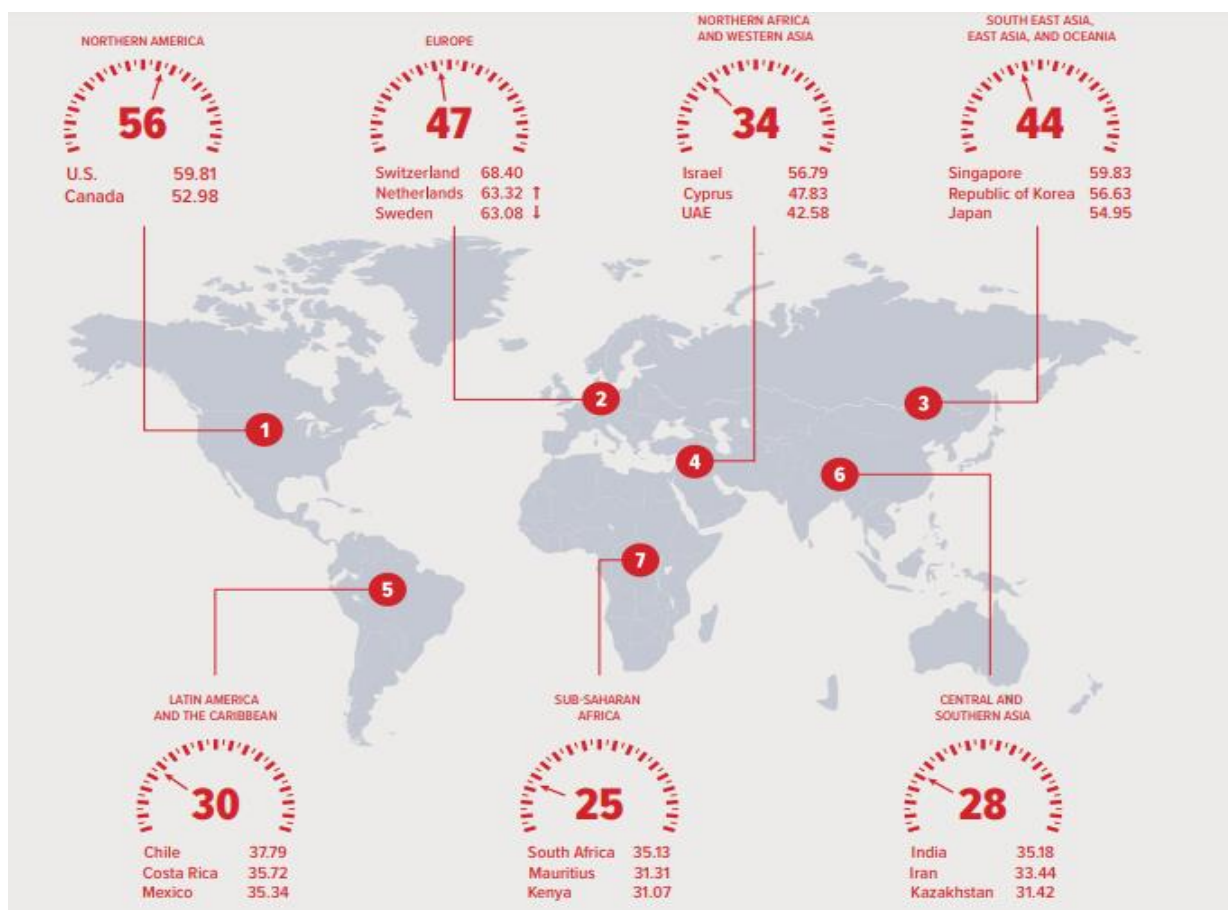 NORTHERN AMERICA
56
U.S. 59.81
Canada 52.98
EUROPE
47
Switzerland 68.40
Netherlands 63.32 ↑
Sweden 63.08 ↓
NORTHERN AFRICA
AND WESTERN ASIA
34
Israel 56.79
Cyprus 47.83
UAE 42.58
SOUTH EAST ASIA,
EAST ASIA, AND OCEANIA
44
Singapore 59.83
Republic of Korea 56.63
Japan 54.95
1
2
3
4
6
7
5
LATIN AMERICA
AND THE CARIBBEAN
30
Chile 37.79
Costa Rica 35.72
Mexico 35.34
SUB-SAHARAN
AFRICA
25
South Africa 35.13
Mauritius 31.31
Kenya 31.07
CENTRAL AND
SOUTHERN ASIA
28
India 35.18
Iran 33.44
Kazakhstan 31.42